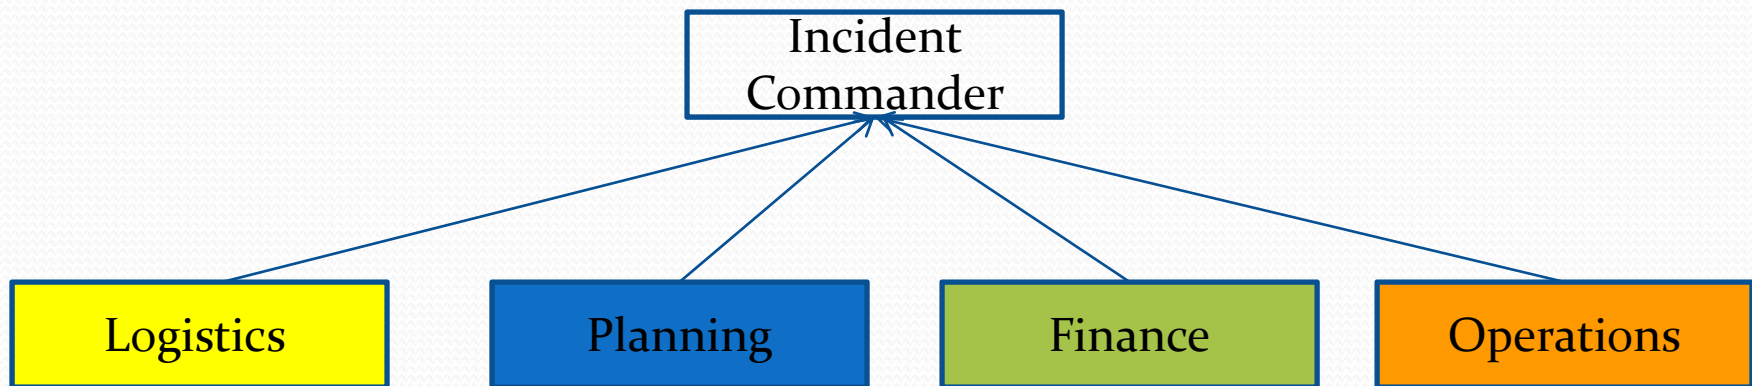 Incident
Commander
Logistics
Planning
Finance
Operations